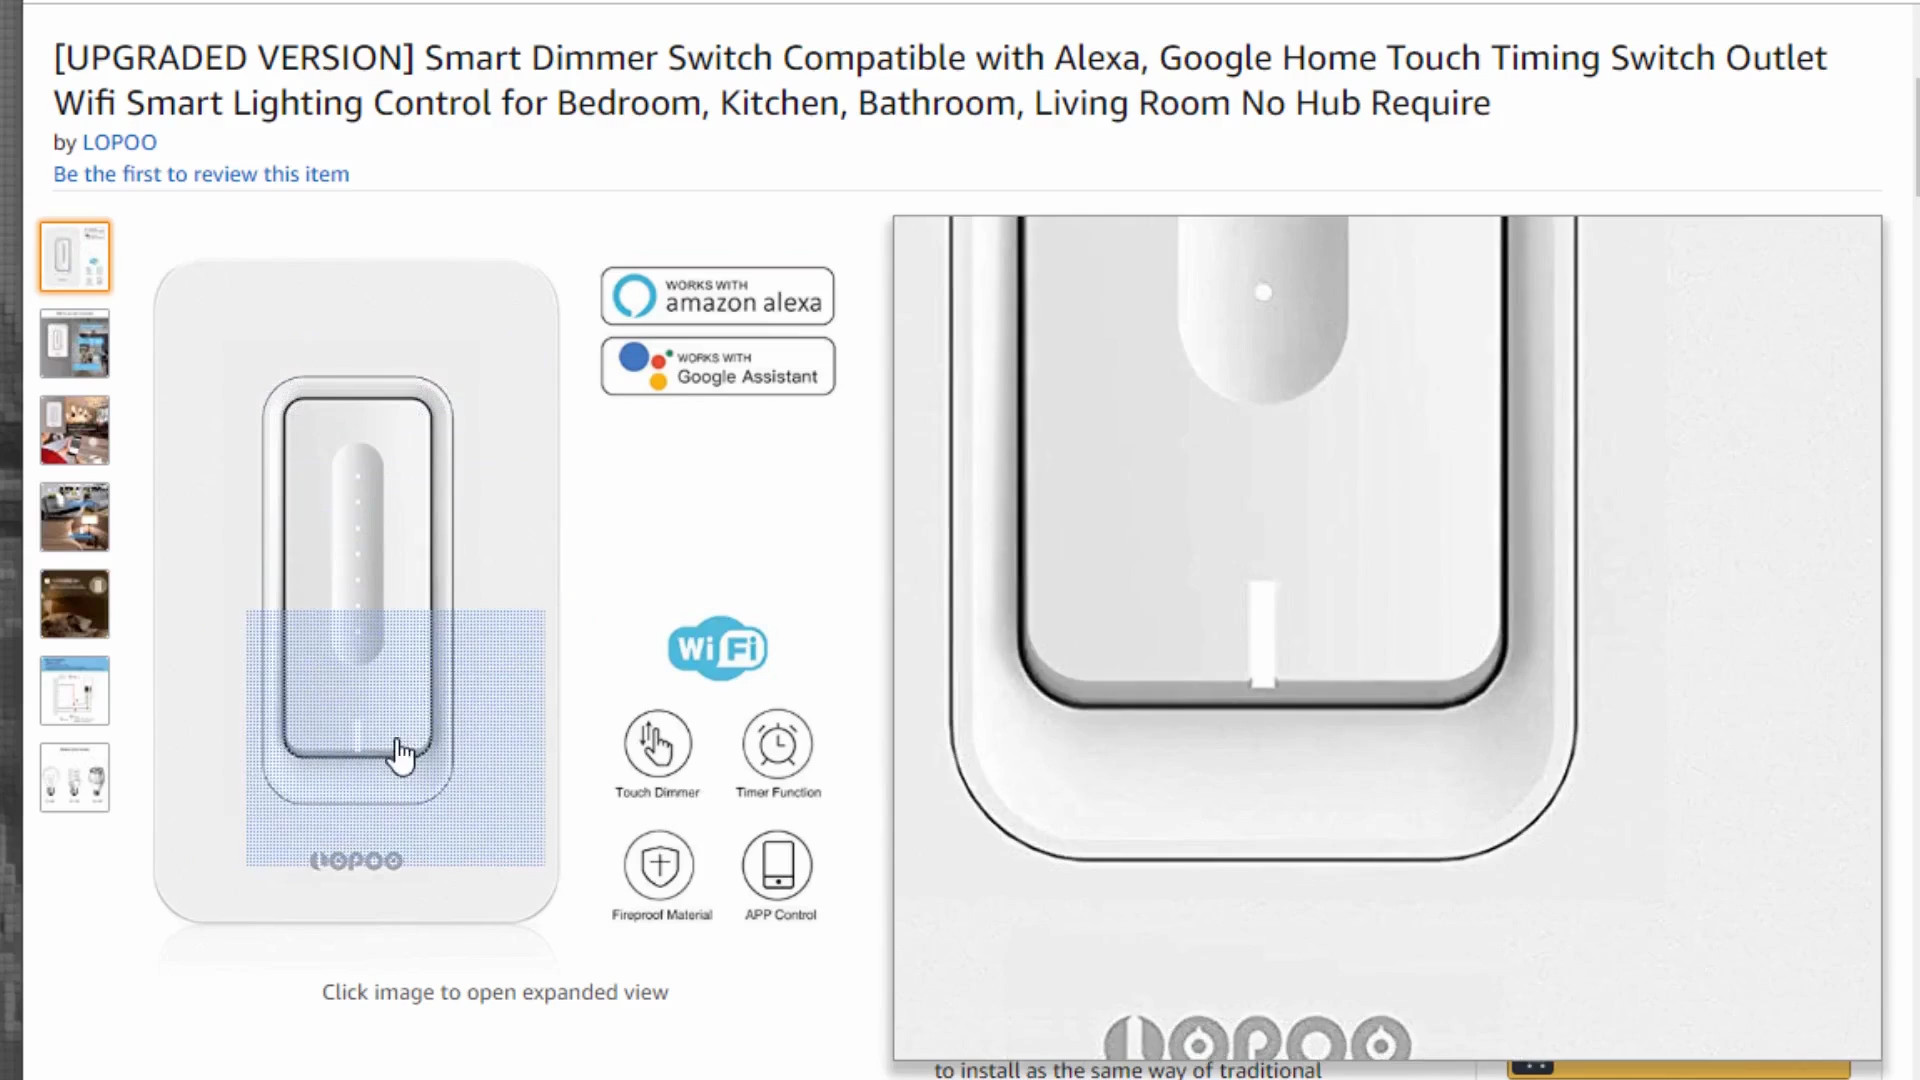 [UPGRADED VERSION] Smart Dimmer Switch Compatible with Alexa, Google Home Touch Timing Switch Outlet
Wifi Smart Lighting Control for Bedroom, Kitchen, Bathroom, Living Room No Hub Require
by LOPOO
Be the first to review this item
WORKS WITH
amazon alexa
WORKS WITH
Google Assistant
WiFi
Touch Dimmer
Timer Function
LOPOO
Fireproof Material
APP Control
Click image to open expanded view
LOPOO
to install as the same way of traditional